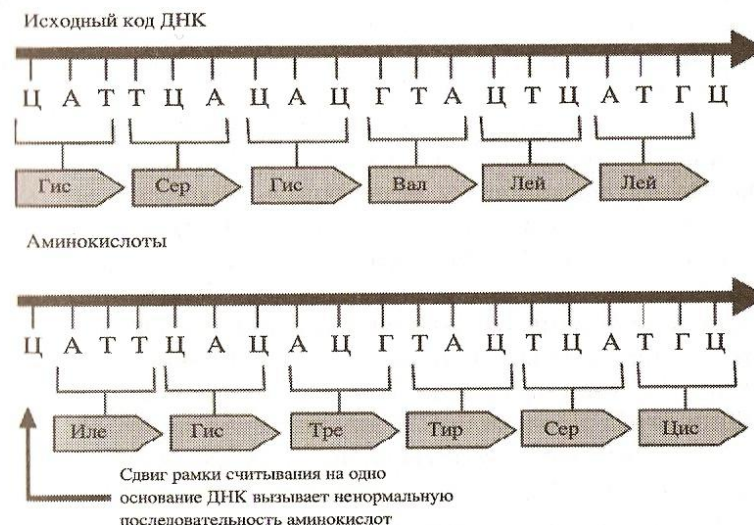 Исходный код ДНК
Ц А Т Т Ц А Ц А Ц Г Т А Ц Т Ц А Т Г Ц
Гис Сер Гис Вал Лей Лей
Аминокислоты
Ц А Т Т Ц А Ц А Ц Г Т А Ц Т Ц А Т Г Ц
Иле Гис Тре Тир Сер Цис
Сдвиг рамки считывания на одно
основание ДНК вызывает ненормальную
последовательность аминокислот